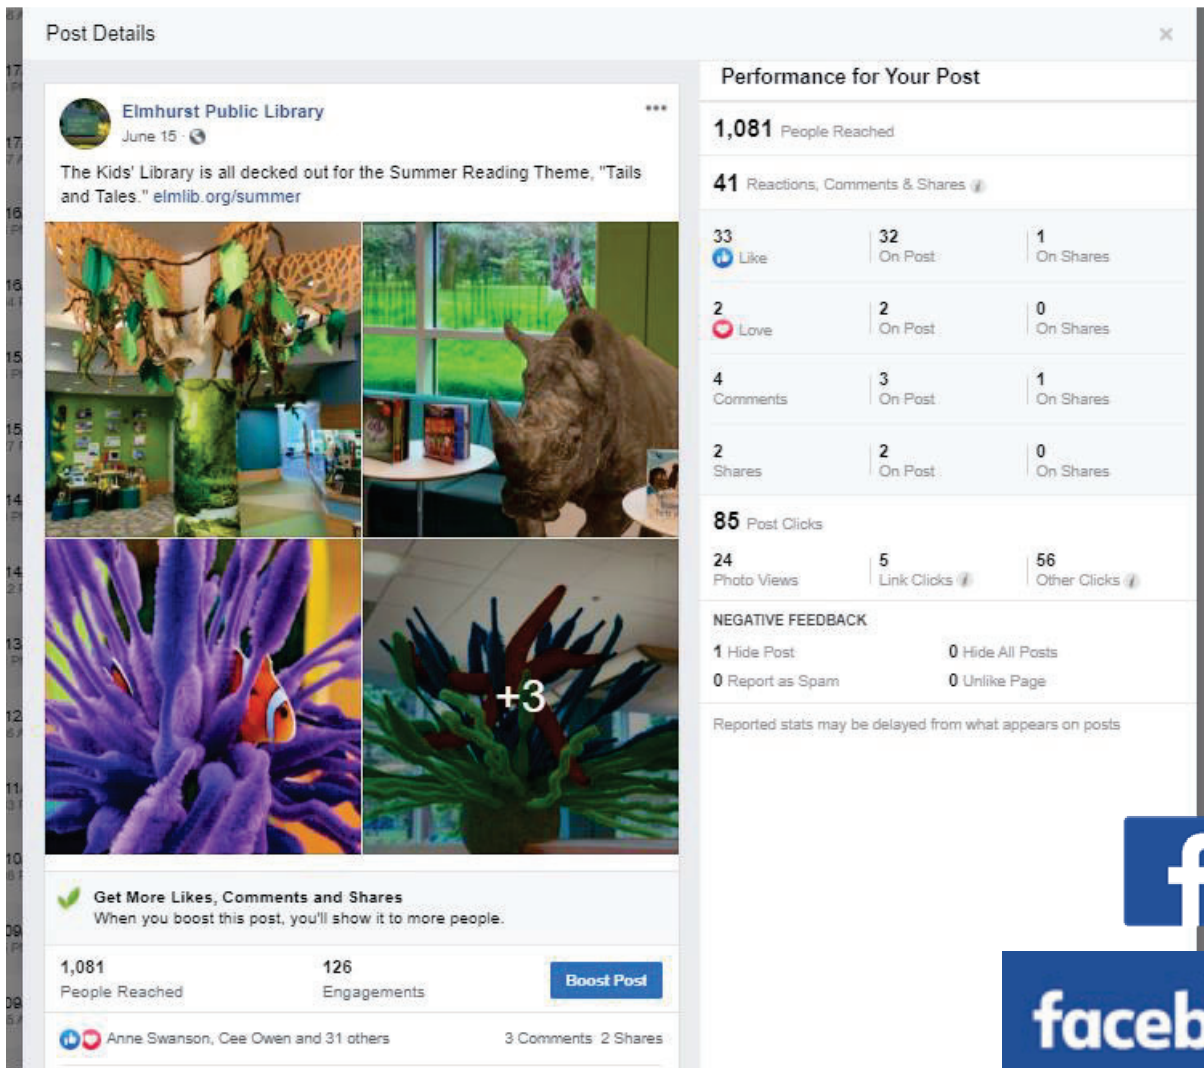 Post Details
×
Elmhurst Public Library
June 15 ·
The Kids' Library is all decked out for the Summer Reading Theme, "Tails
and Tales." elmlib.org/summer
+3
Get More Likes, Comments and Shares
When you boost this post, you'll show it to more people.
1,081
People Reached
126
Engagements
Boost Post
Anne Swanson, Cee Owen and 31 others
3 Comments 2 Shares
Performance for Your Post
1,081 People Reached
41 Reactions, Comments & Shares
33
Like
32
On Post
1
On Shares
2
Love
2
On Post
0
On Shares
4
Comments
3
On Post
1
On Shares
2
Shares
2
On Post
0
On Shares
85 Post Clicks
24
Photo Views
5
Link Clicks
56
Other Clicks
NEGATIVE FEEDBACK
1 Hide Post
0 Hide All Posts
0 Report as Spam
0 Unlike Page
Reported stats may be delayed from what appears on posts
f
faceb